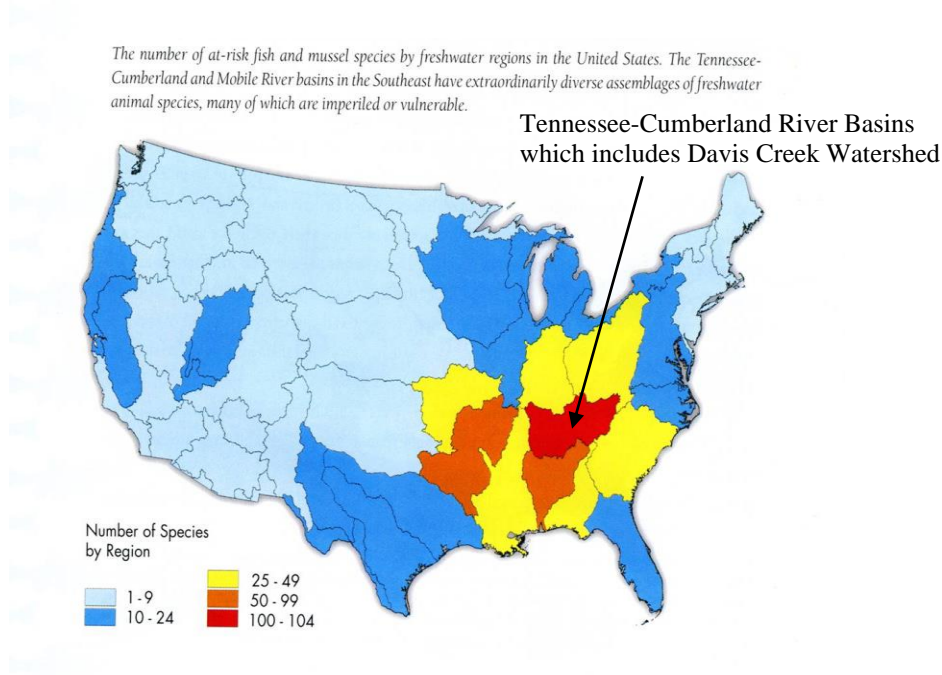 The number of at-risk fish and mussel species by freshwater regions in the United States. The Tennessee-
Cumberland and Mobile River basins in the Southeast have extraordinarily diverse assemblages of freshwater
animal species, many of which are imperiled or vulnerable.
Tennessee-Cumberland River Basins
which includes Davis Creek Watershed
Number of Species
by Region
1 - 9
10 - 24
25 - 49
50 - 99
100 - 104